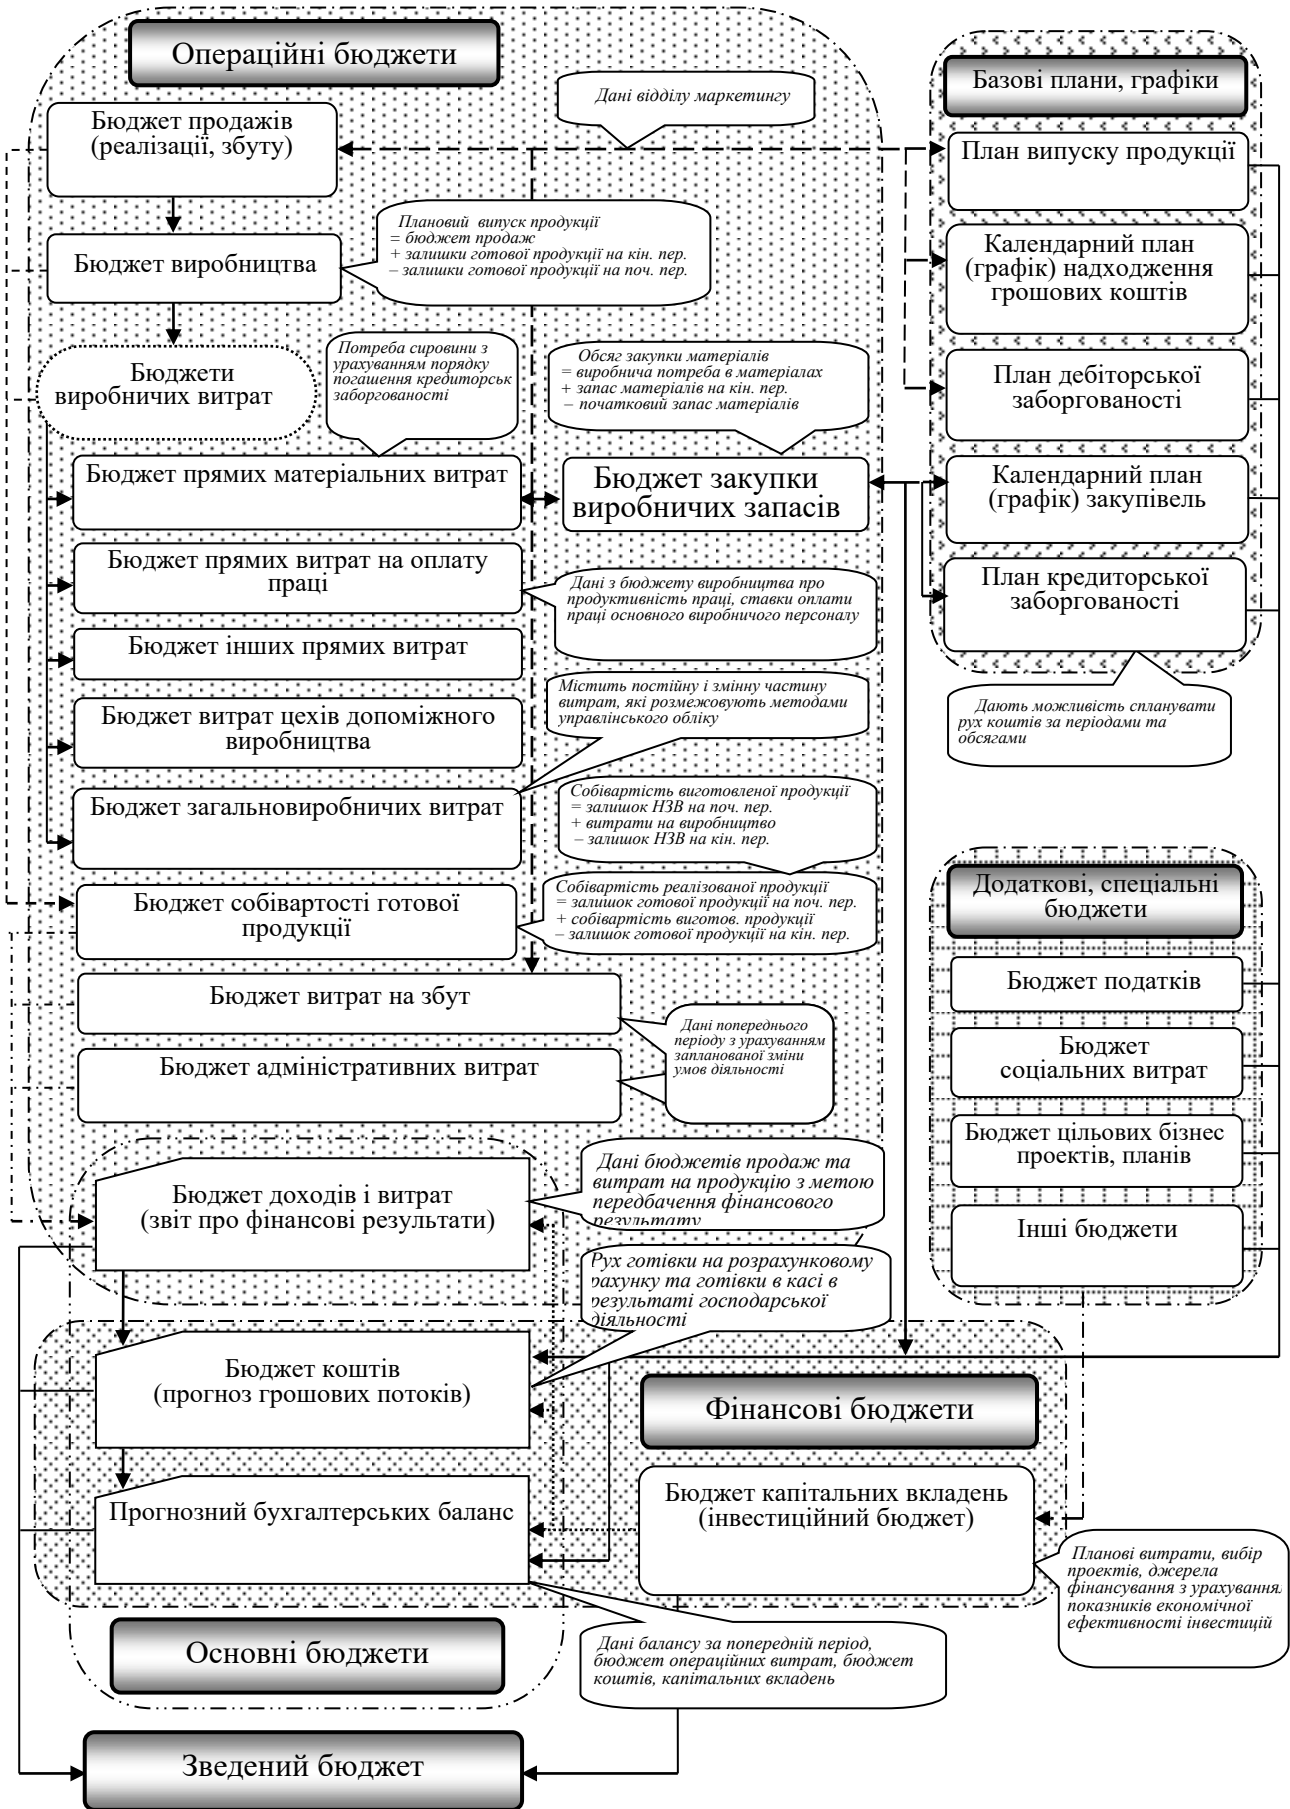 Операційні бюджети
Дані відділу маркетингу
Бюджет продажів
(реалізації, збуту)
Плановий випуск продукції
= бюджет продаж
+ залишки готової продукції на кін. пер.
– залишки готової продукції на поч. пер.
Бюджет виробництва
Бюджети
виробничих витрат
Потреба сировини з
урахуванням порядку
погашення кредиторськ
заборгованості
Обсяг закупки матеріалів
= виробнича потреба в матеріалах
+ запас матеріалів на кін. пер.
– початковий запас матеріалів
Бюджет прямих матеріальних витрат
Бюджет закупки
виробничих запасів
Бюджет прямих витрат на оплату
праці
Дані з бюджету виробництва про
продуктивність праці, ставки оплати
праці основного виробничого персоналу
Бюджет інших прямих витрат
Містить постійну і змінну частину
витрат, які розмежовують методами
управлінського обліку
Бюджет витрат цехів допоміжного
виробництва
Бюджет загальновиробничих витрат
Собівартість виготовленої продукції
= залишок НЗВ на поч. пер.
+ витрати на виробництво
– залишок НЗВ на кін. пер.
Бюджет собівартості готової
продукції
Собівартість реалізованої продукції
= залишок готової продукції на поч. пер.
+ собівартість виготов. продукції
– залишок готової продукції на кін. пер.
Бюджет витрат на збут
Бюджет адміністративних витрат
Дані попереднього
періоду з урахуванням
запланованої зміни
умов діяльності
Бюджет доходів і витрат
(звіт про фінансові результати)
Дані бюджетів продаж та
витрат на продукцію з метою
передбачення фінансового
результату
Рух готівки на розрахунковому
рахунку та готівки в касі в
результаті господарської
діяльності
Базові плани, графіки
План випуску продукції
Календарний план
(графік) надходження
грошових коштів
План дебіторської
заборгованості
Календарний план
(графік) закупівель
План кредиторської
заборгованості
Дають можливість спланувати
рух коштів за періодами та
обсягами
Додаткові, спеціальні
бюджети
Бюджет податків
Бюджет
соціальних витрат
Бюджет цільових бізнес
проектів, планів
Інші бюджети
Бюджет коштів
(прогноз грошових потоків)
Фінансові бюджети
Прогнозний бухгалтерських баланс
Бюджет капітальних вкладень
(інвестиційний бюджет)
Планові витрати, вибір
проектів, джерела
фінансування з урахування
показників економічної
ефективності інвестицій
Основні бюджети
Дані балансу за попередній період,
бюджет операційних витрат, бюджет
коштів, капітальних вкладень
Зведений бюджет